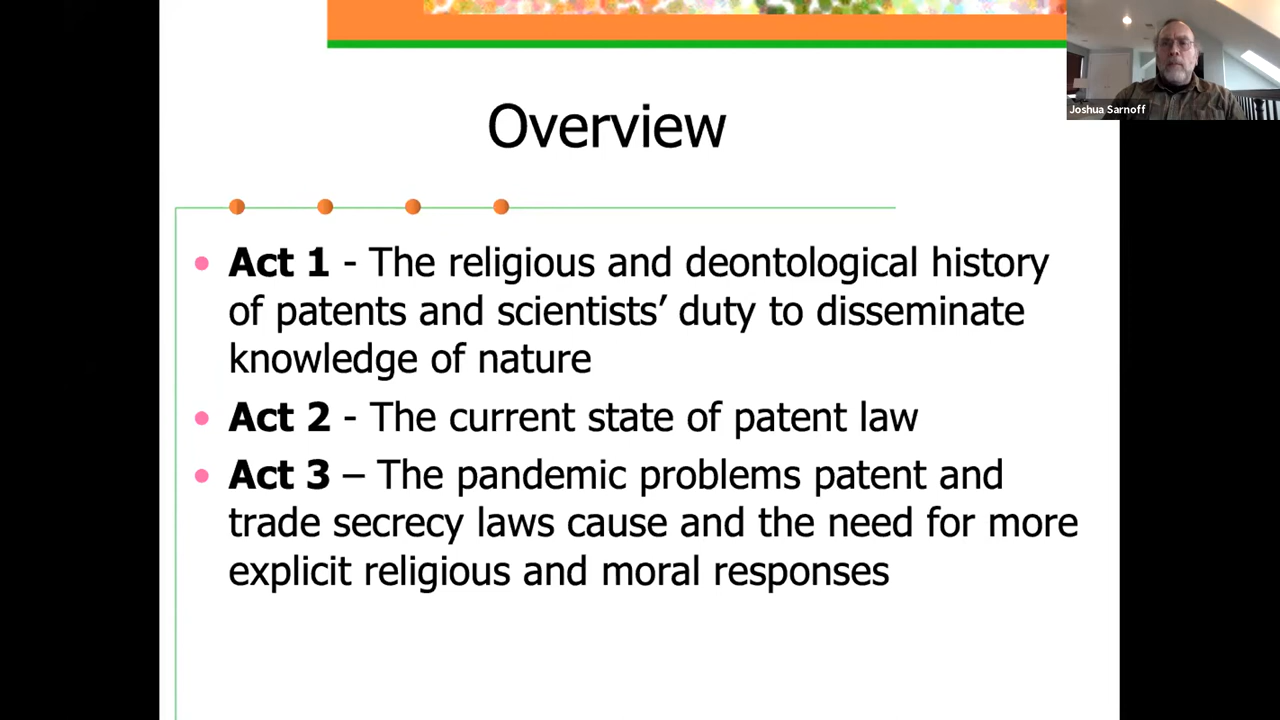 Joshua Sarnoff
Overview
• Act 1 - The religious and deontological history
of patents and scientists’ duty to disseminate
knowledge of nature
• Act 2 - The current state of patent law
• Act 3 – The pandemic problems patent and
trade secrecy laws cause and the need for more
explicit religious and moral responses